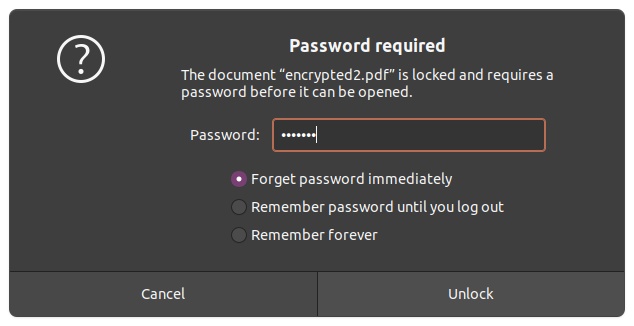 ?
Password required
The document “encrypted2.pdf” is locked and requires a
password before it can be opened.
Password: •••••••
Forget password immediately
Remember password until you log out
Remember forever
Cancel Unlock